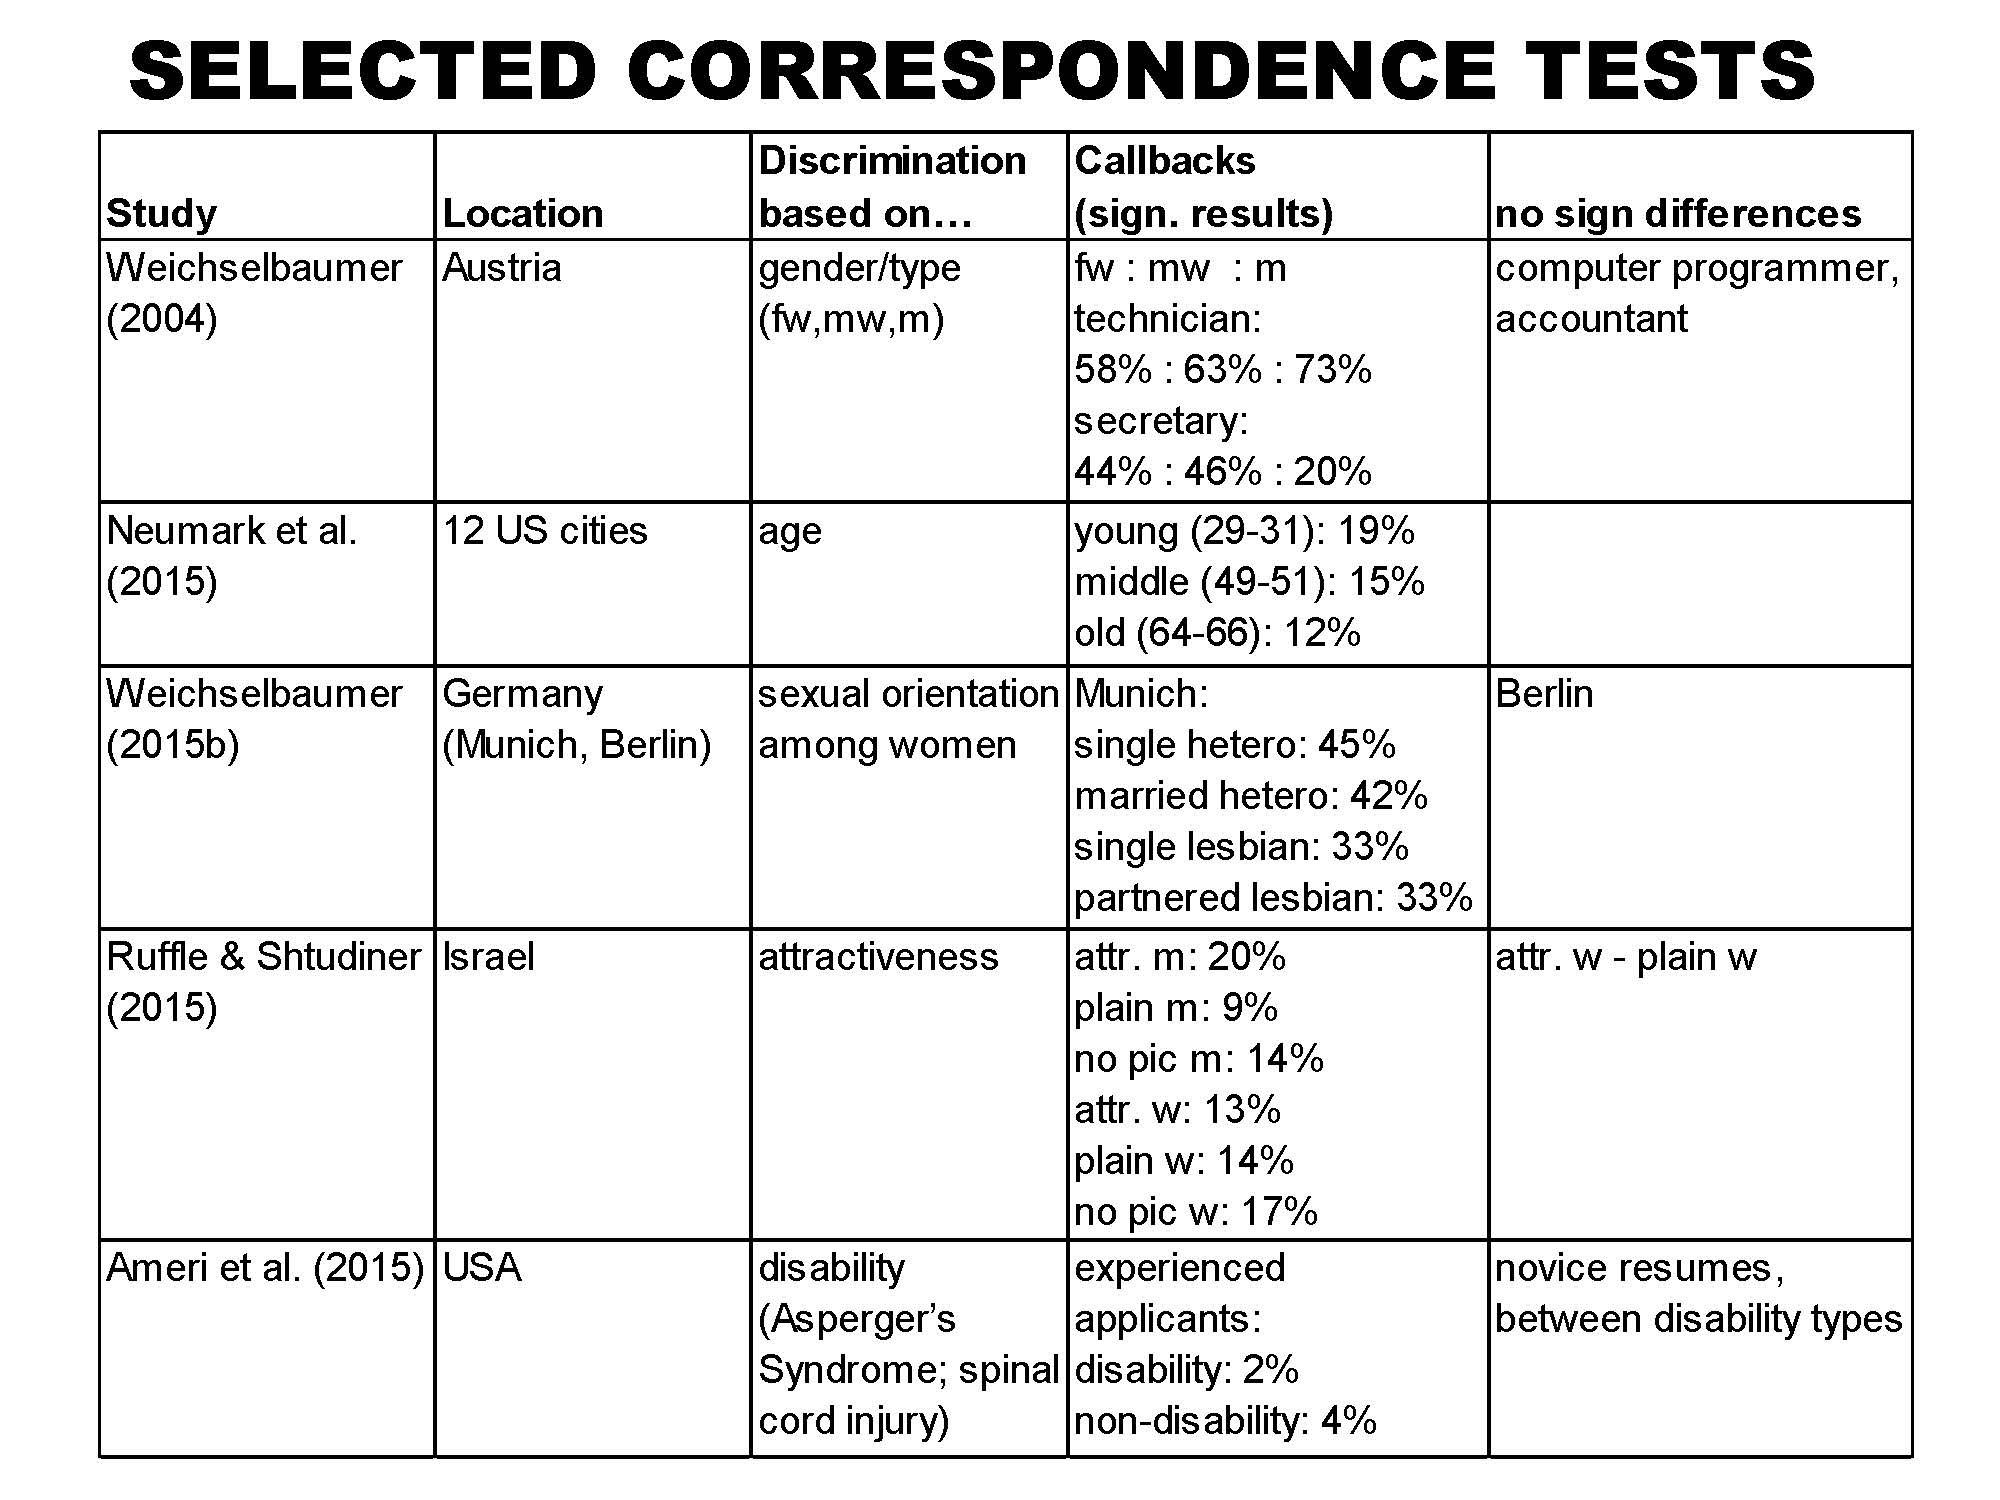 SELECTED CORRESPONDENCE TESTS
Study
Location
Discrimination
based on…
Callbacks
(sign. results)
no sign differences
Weichselbaumer
(2004)
Austria
gender/type
(fw,mw,m)
fw : mw : m
technician:
58% : 63% : 73%
secretary:
44% : 46% : 20%
computer programmer,
accountant
Neumark et al.
(2015)
12 US cities
age
young (29-31): 19%
middle (49-51): 15%
old (64-66): 12%
Weichselbaumer
(2015b)
Germany
(Munich, Berlin)
sexual orientation
among women
Munich:
single hetero: 45%
married hetero: 42%
single lesbian: 33%
partnered lesbian: 33%
Berlin
Ruffle & Shtudiner
(2015)
Israel
attractiveness
attr. m: 20%
plain m: 9%
no pic m: 14%
attr. w: 13%
plain w: 14%
no pic w: 17%
attr. w - plain w
Ameri et al. (2015)
USA
disability
(Asperger’s
Syndrome; spinal
cord injury)
experienced
applicants:
disability: 2%
non-disability: 4%
novice resumes,
between disability types